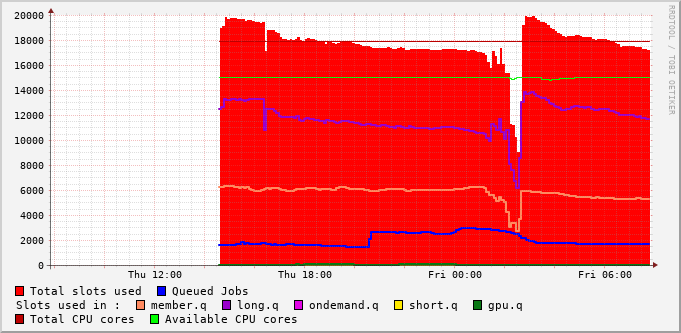 20000
18000
16000
14000
12000
10000
8000
6000
4000
2000
0
Thu 12:00 Thu 18:00 Fri 00:00 Fri 06:00
RRDTOOL / TOBI OETIKER
Total slots used Queued Jobs
Slots used in : member.q long.q ondemand.q short.q gpu.q
Total CPU cores Available CPU cores